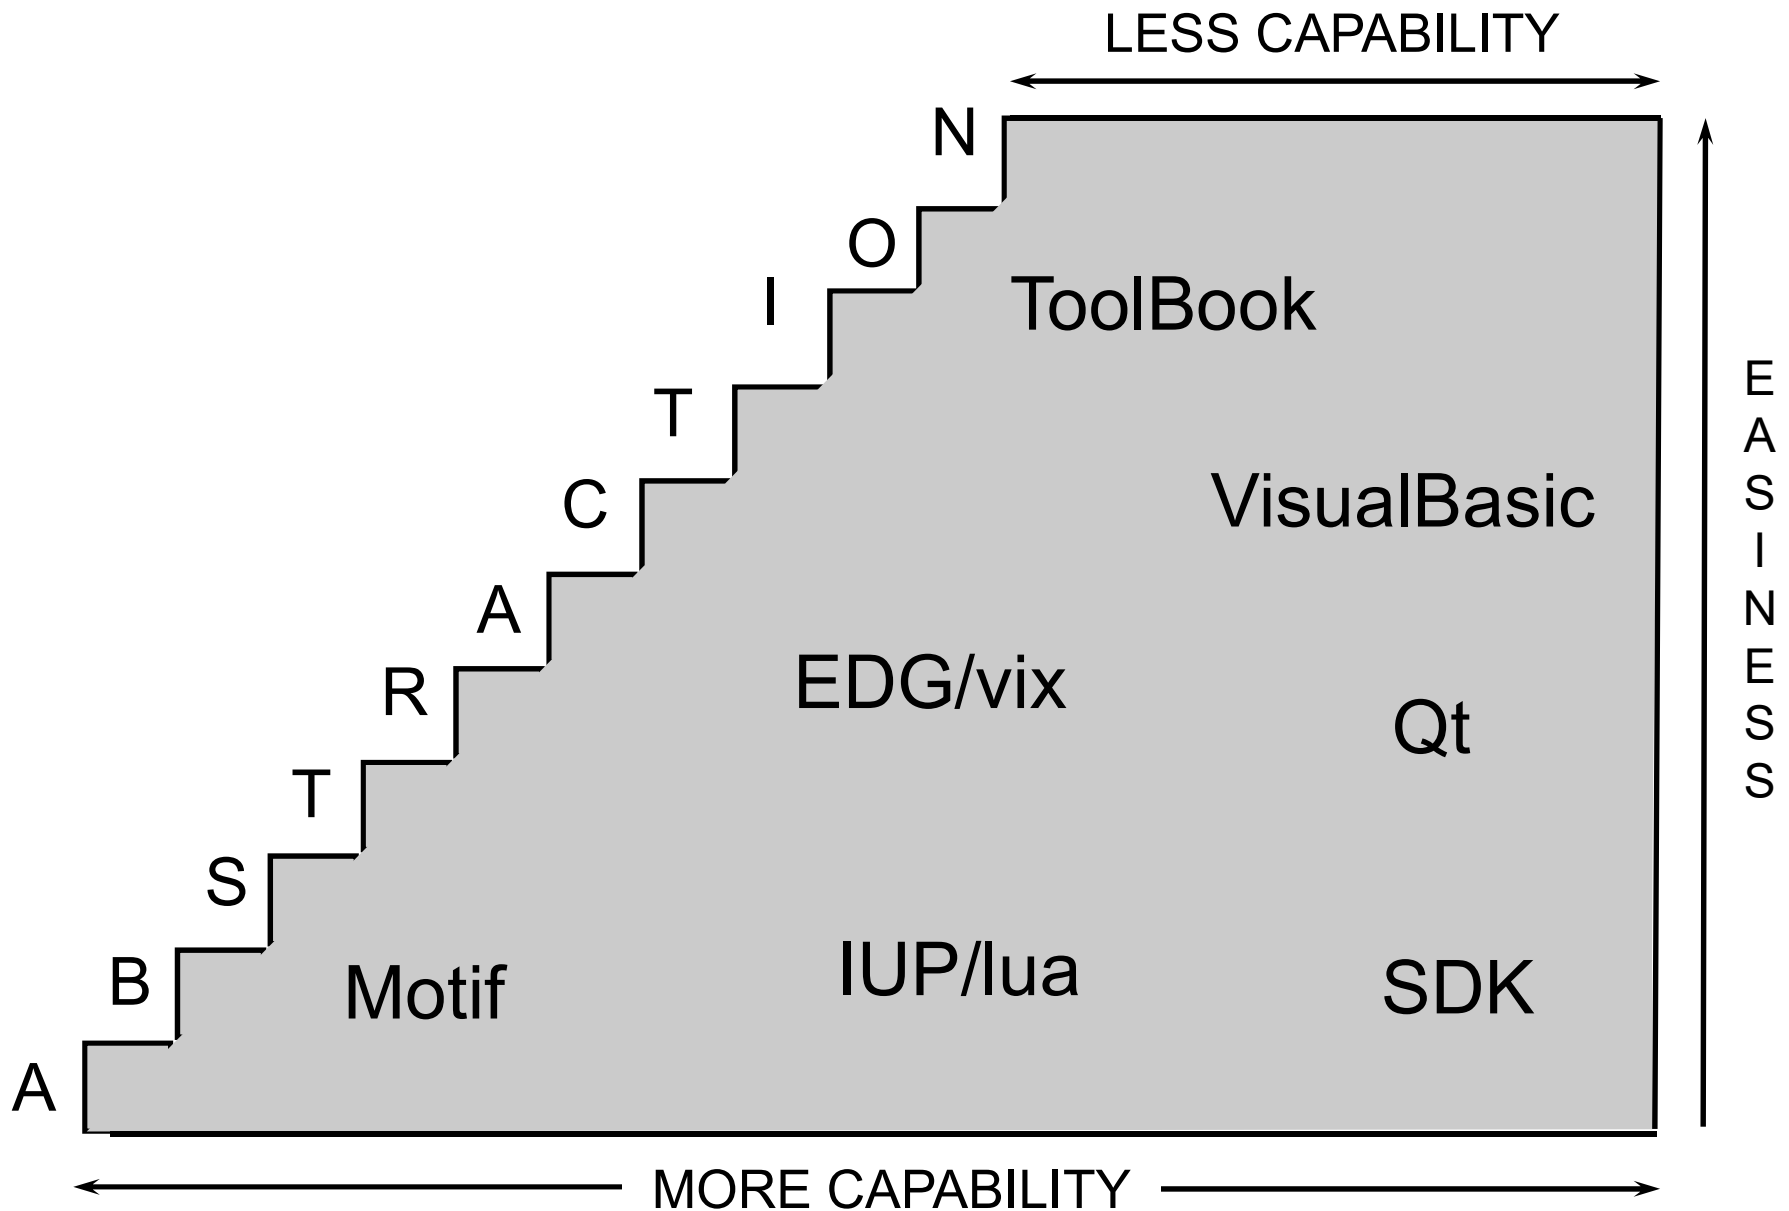 LESS CAPABILITY
N
O
I
T
C
A
R
T
S
B
A
ToolBook
VisualBasic
EDG/vix
Qt
Motif
IUP/lua
SDK
E
A
S
I
N
E
S
S
MORE CAPABILITY